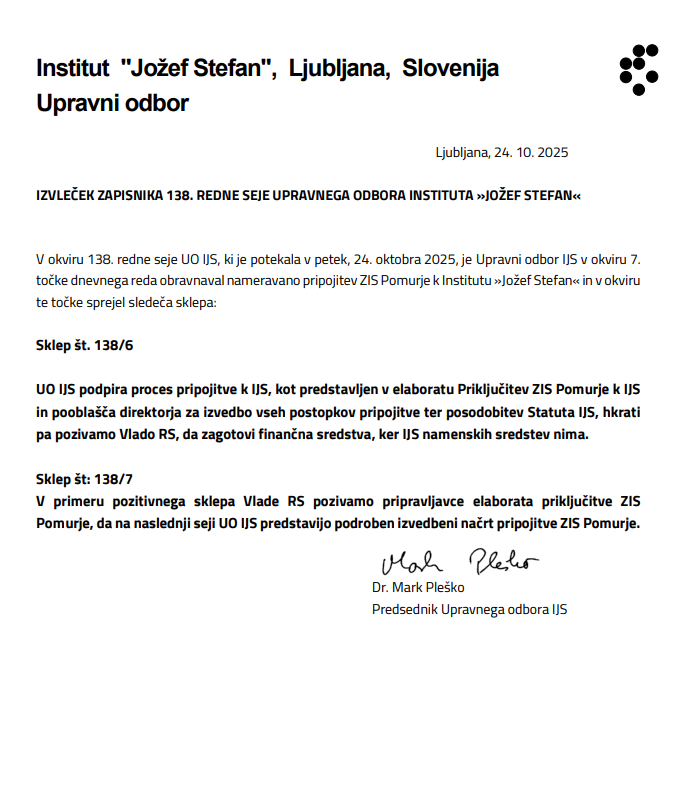 Institut "Jožef Stefan", Ljubljana, Slovenija
Upravni odbor
Ljubljana, 24. 10. 2025
IZVLEČEK ZAPISNIKA 138. REDNE SEJE UPRAVNEGA ODBORA INSTITUTA »JOŽEF STEFAN«
V okviru 138. redne seje UO IJS, ki je potekala v petek, 24. oktobra 2025, je Upravni odbor IJS v okviru 7.
točke dnevnega reda obravnaval nameravano pripojitev ZIS Pomurje k Institutu »Jožef Stefan« in v okviru
te točke sprejel sledeča sklepa:
Sklep št. 138/6
UO IJS podpira proces pripojitve k IJS, kot predstavljen v elaboratu Priključitev ZIS Pomurje k IJS
in pooblašča direktorja za izvedbo vseh postopkov pripojitve ter posodobitev Statuta IJS, hkrati
pa pozivamo Vlado RS, da zagotovi finančna sredstva, ker IJS namenskih sredstev nima.
Sklep št: 138/7
V primeru pozitivnega sklepa Vlade RS pozivamo pripravljavce elaborata priključitve ZIS
Pomurje, da na naslednji seji UO IJS predstavijo podroben izvedbeni načrt pripojitve ZIS Pomurje.
Mark Pleško
Dr. Mark Pleško
Predsednik Upravnega odbora IJS